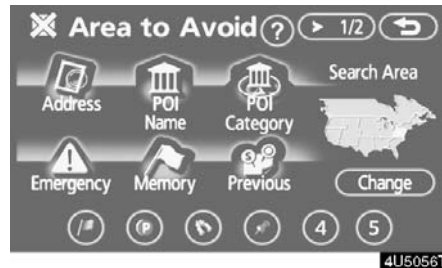 Area to Avoid ? 1/2
Search Area
Address POI Name POI Category
Emergency Memory Previous Change
P 4 5
4U5056